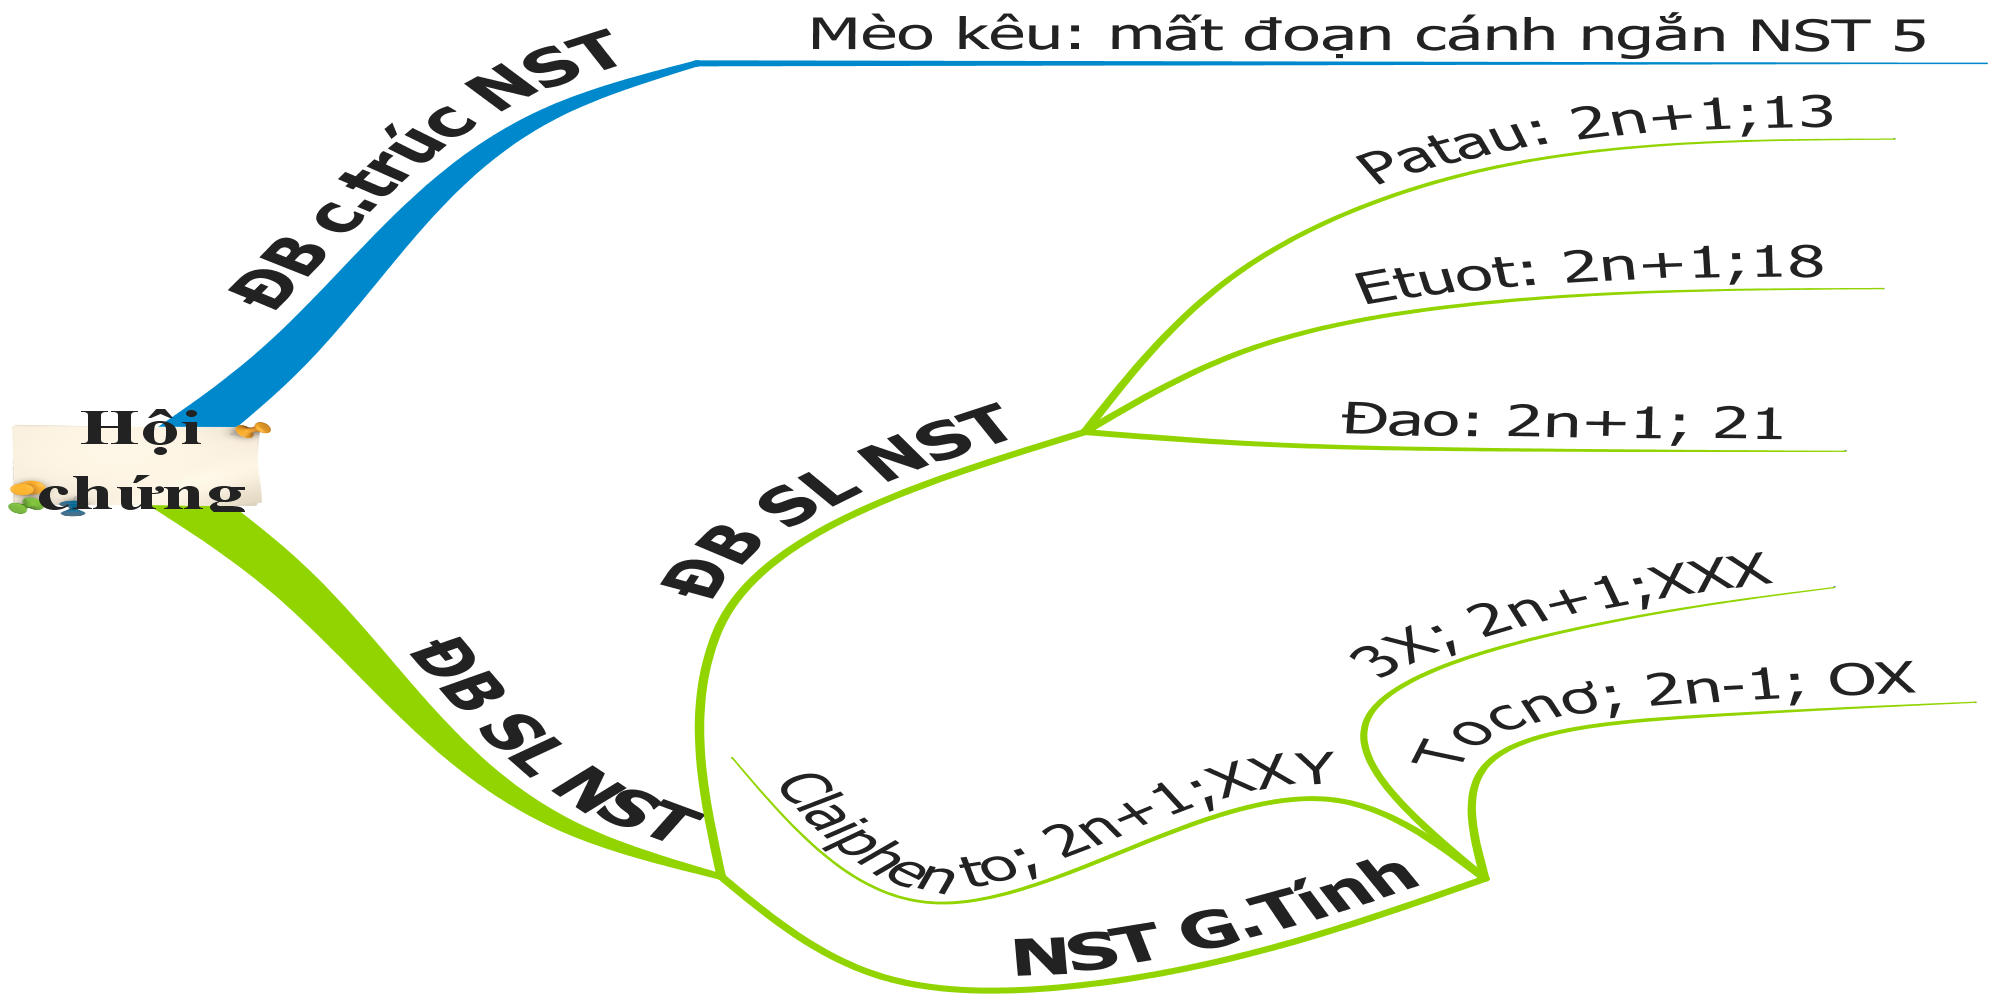 Hội
chứng
ĐB c.trúc NST
Mèo kêu: mất đoạn cánh ngắn NST 5
ĐB SL NST
ĐB SL NST
Patau: 2n+1;13
Etuot: 2n+1;18
Đao: 2n+1; 21
NST G.Tính
3X; 2n+1;XXX
Tocnơ; 2n-1; OX
Claiphento; 2n+1;XXY